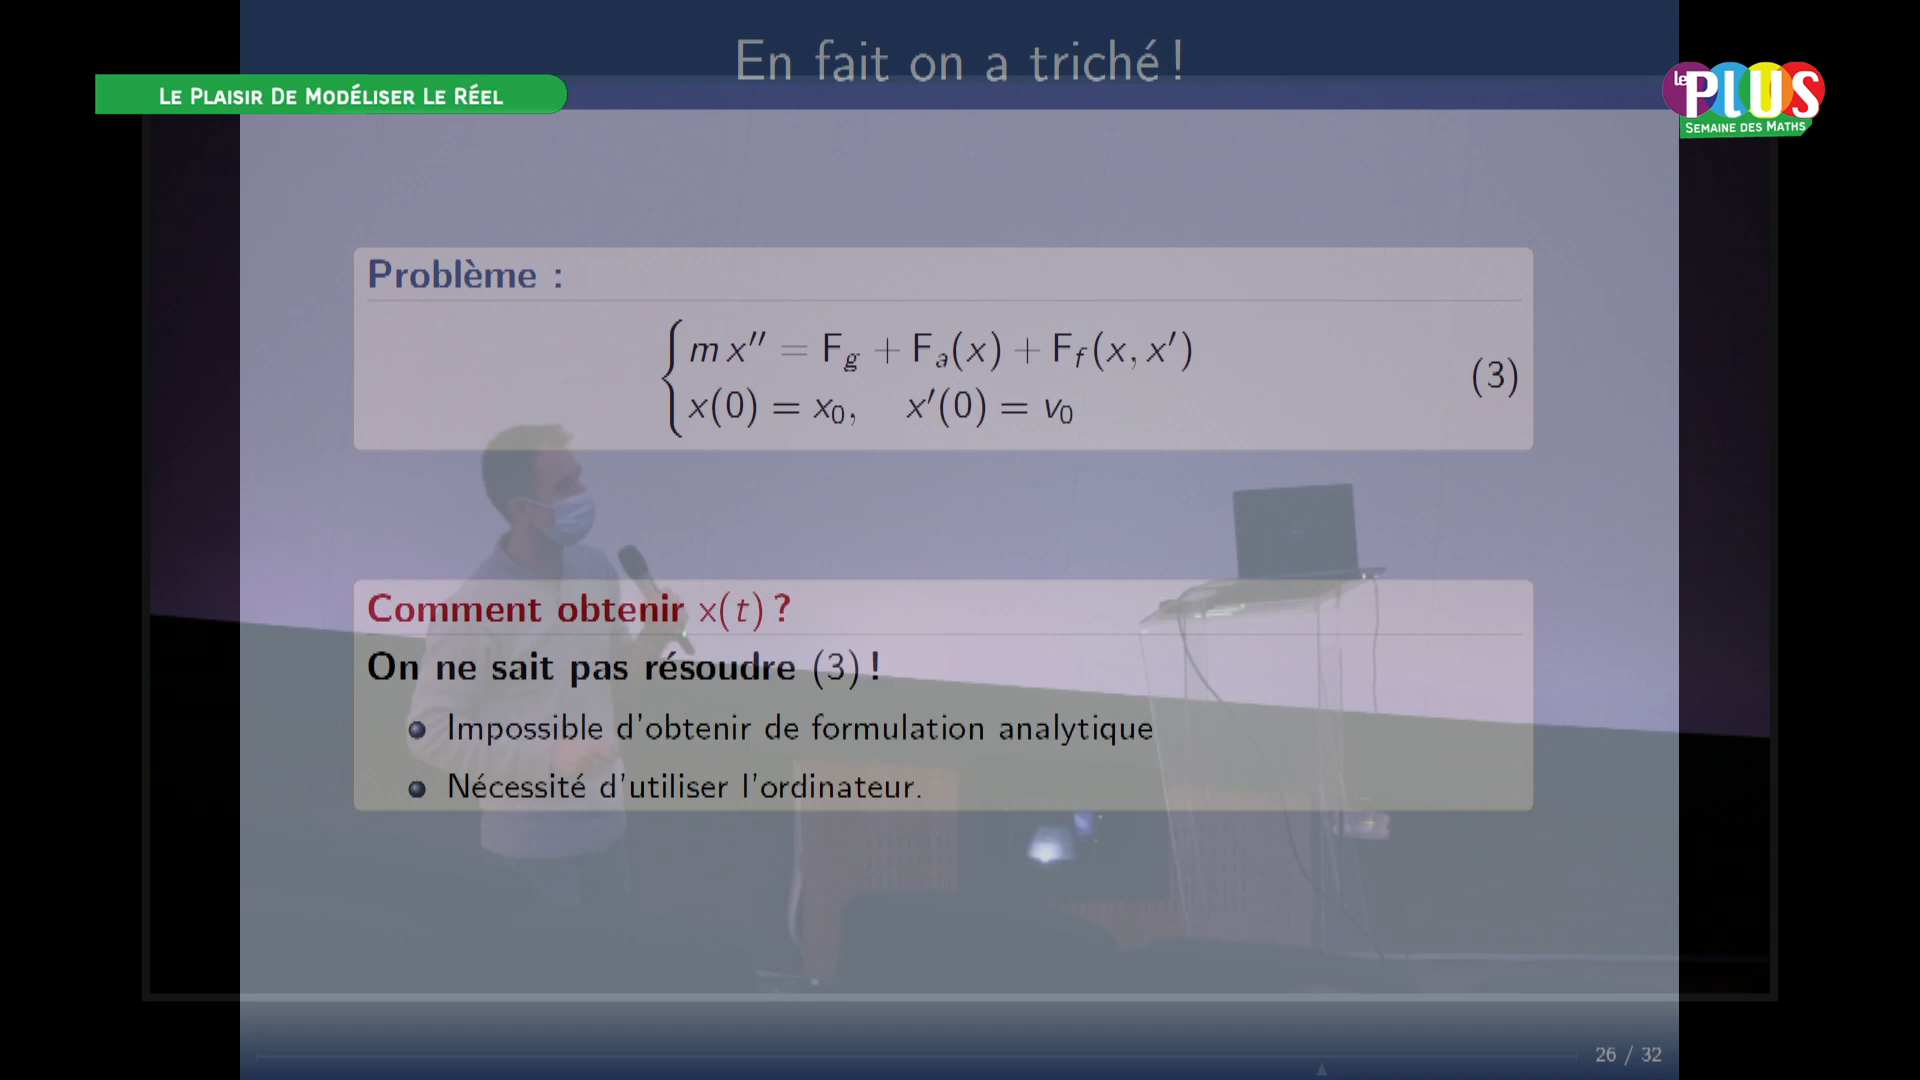 En fait on a triché !
Le Plaisir De Modéliser Le Réel
le PLUS
Semaine des Maths
Problème :
m x″ = F_g + F_a(x) + F_f(x, x′)
x(0) = x₀, x′(0) = v₀
(3)
Comment obtenir x(t) ?
On ne sait pas résoudre (3) !
Impossible d'obtenir de formulation analytique
Nécessité d'utiliser l'ordinateur.
26 / 32